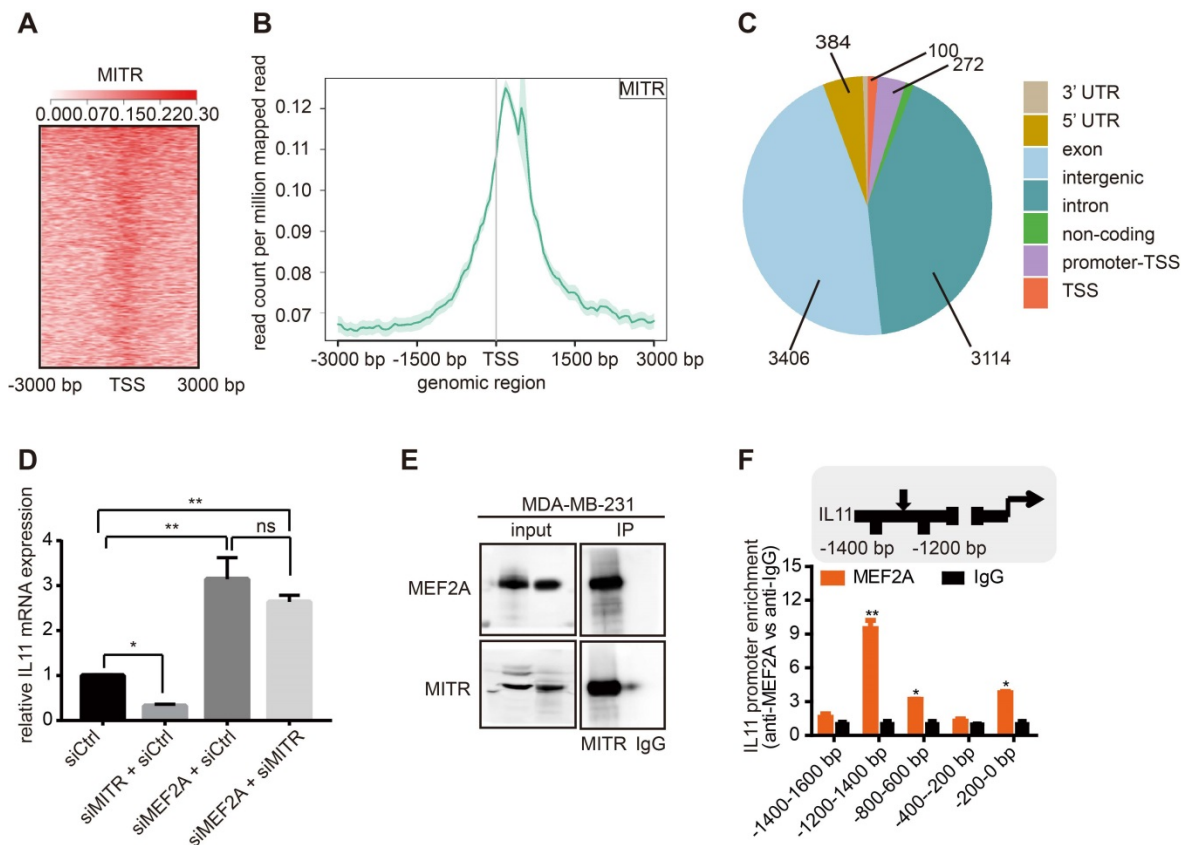 A
MITR
0.000.070.150.220.30
-3000 bp TSS 3000 bp
B
read count per million mapped read
MITR
0.12
0.11
0.10
0.09
0.08
0.07
-3000 bp -1500 bp TSS 1500 bp 3000 bp
genomic region
C
384
100
272
3406
3114
3' UTR
5' UTR
exon
intergenic
intron
non-coding
promoter-TSS
TSS
D
relative IL11 mRNA expression
**
**
ns
*
4
3
2
1
0
siCtrl
siMITR + siCtrl
siMEF2A + siCtrl
siMEF2A + siMITR
E
MDA-MB-231
input IP
MEF2A
MITR
MITR IgG
F
IL11
-1400 bp -1200 bp
MEF2A IgG
IL11 promoter enrichment
(anti-MEF2A vs anti-IgG)
15
12
9
6
3
0
**
*
*
-1400-1600 bp
-1200-1400 bp
-800-600 bp
-400--200 bp
-200-0 bp